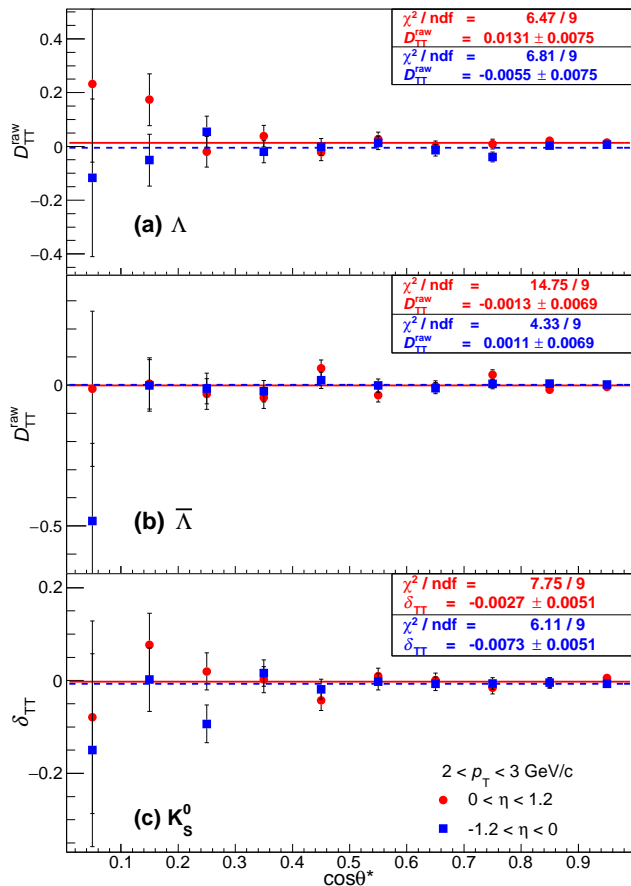 0.4
0.2
0
−0.2
−0.4
D_TT^raw
χ² / ndf = 6.47 / 9
D_TT^raw = 0.0131 ± 0.0075
χ² / ndf = 6.81 / 9
D_TT^raw = -0.0055 ± 0.0075
(a) Λ
0
−0.5
D_TT^raw
χ² / ndf = 14.75 / 9
D_TT^raw = -0.0013 ± 0.0069
χ² / ndf = 4.33 / 9
D_TT^raw = 0.0011 ± 0.0069
(b) Λ̅
0.2
0
−0.2
δ_TT
χ² / ndf = 7.75 / 9
δ_TT = -0.0027 ± 0.0051
χ² / ndf = 6.11 / 9
δ_TT = -0.0073 ± 0.0051
2 < p_T < 3 GeV/c
0 < η < 1.2
-1.2 < η < 0
(c) K_S^0
0.1 0.2 0.3 0.4 0.5 0.6 0.7 0.8 0.9
cosθ*